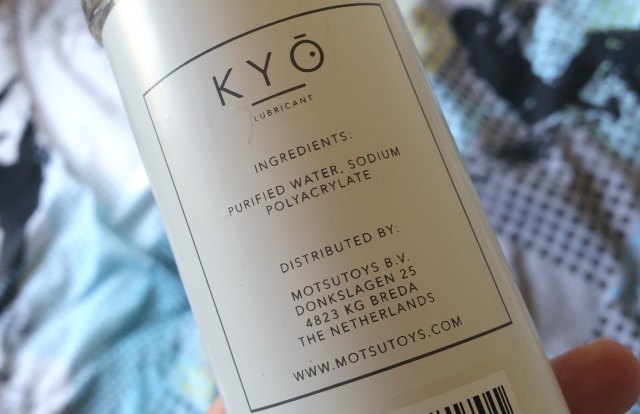 KYŌ
LUBRICANT
INGREDIENTS:
PURIFIED WATER, SODIUM
POLYACRYLATE
DISTRIBUTED BY:
MOTSUTOYS B.V.
DONKSLAGEN 25
4823 KG BREDA
THE NETHERLANDS
WWW.MOTSUTOYS.COM